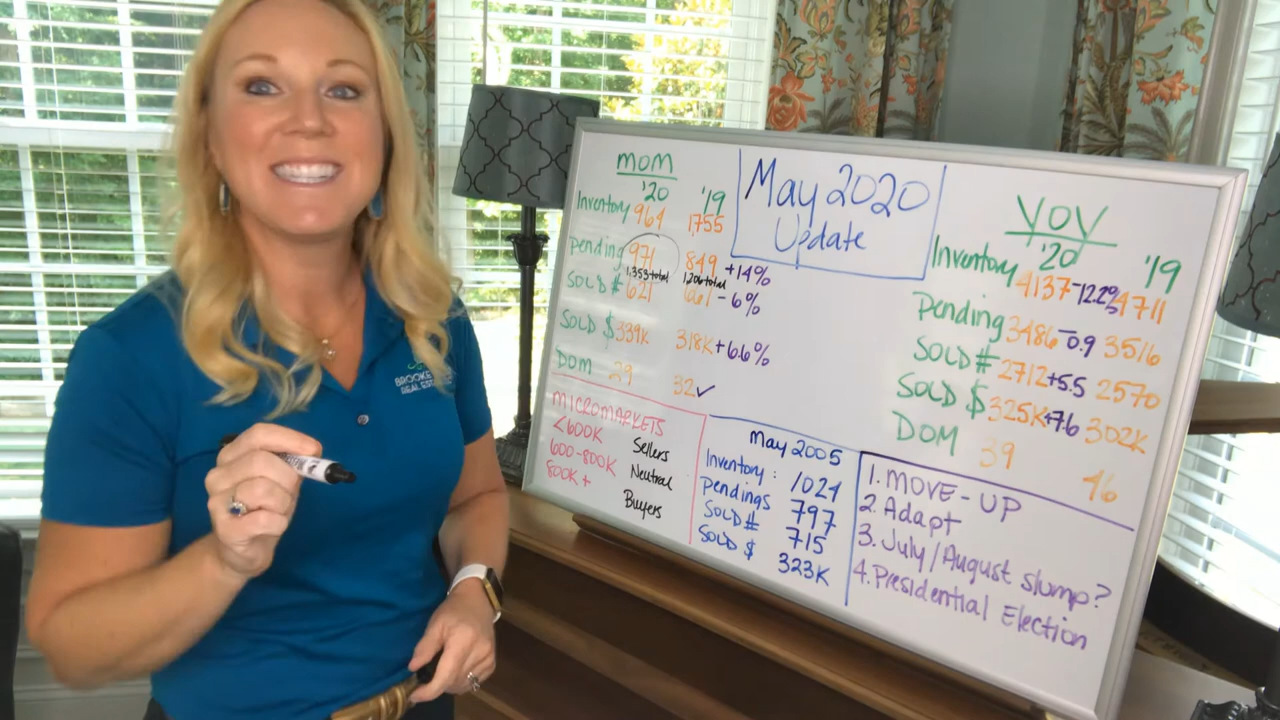 MOM
'20 '19
Inventory 964 1755
pending 971 849 +14%
1,353 total 1,206 total
SOLD # 621 661 -6%
SOLD $ 339K 318K +6.6%
DOM 29 32 ✓
May 2020
Update
YOY
'20 '19
Inventory 4137 -12.2% 4711
Pending 3486 -0.9 3516
SOLD # 2712 +5.5 2570
SOLD $ 325K +7.6 302K
DOM 39 46
MICROMARKETS
<600K Sellers
600-800K Neutral
800K+ Buyers
May 2005
Inventory: 1021
Pendings 797
SOLD# 715
SOLD $ 323K
1. MOVE-UP
2. Adapt
3. July/August slump?
4. Presidential Election
REAL